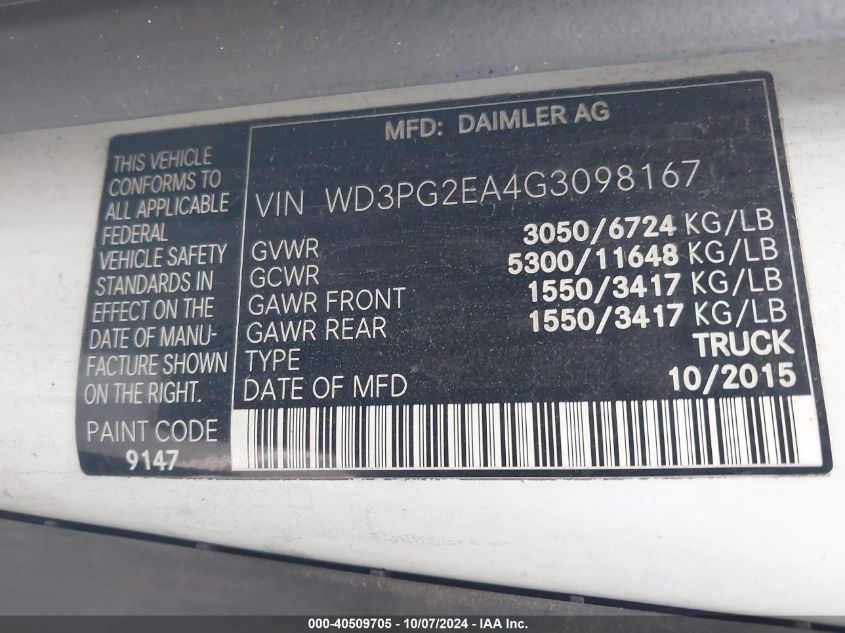 MFD: DAIMLER AG
THIS VEHICLE
CONFORMS TO
ALL APPLICABLE
FEDERAL
VEHICLE SAFETY
STANDARDS IN
EFFECT ON THE
DATE OF MANU-
FACTURE SHOWN
ON THE RIGHT.
PAINT CODE
9147
VIN WD3PG2EA4G3098167
GVWR 3050/6724 KG/LB
GCWR 5300/11648 KG/LB
GAWR FRONT 1550/3417 KG/LB
GAWR REAR 1550/3417 KG/LB
TYPE TRUCK
DATE OF MFD 10/2015
000-40509705 - 10/07/2024 - IAA Inc.